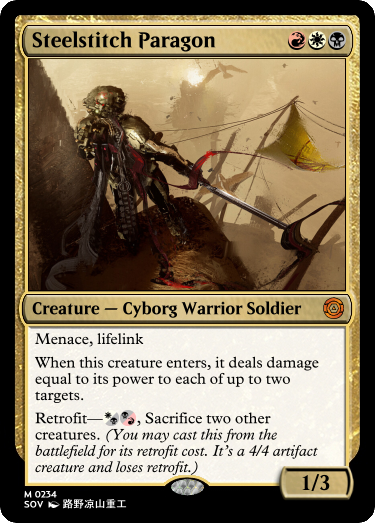 Steelstitch Paragon
Creature — Cyborg Warrior Soldier
Menace, lifelink
When this creature enters, it deals damage
equal to its power to each of up to two
targets.
Retrofit—, Sacrifice two other
creatures. (You may cast this from the
battlefield for its retrofit cost. It's a 4/4 artifact
creature and loses retrofit.)
1/3
M 0234
SOV 路野凉山重工